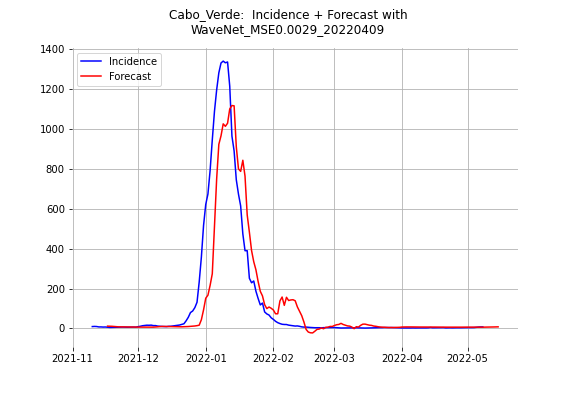 Cabo_Verde:  Incidence + Forecast with
WaveNet_MSE0.0029_20220409
1400
1200
1000
800
600
400
200
0
Incidence
Forecast
2021-11 2021-12 2022-01 2022-02 2022-03 2022-04 2022-05